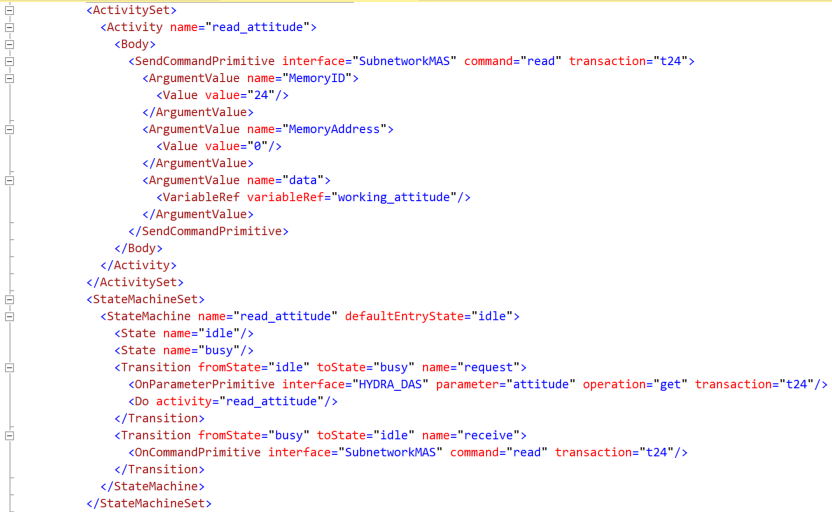 <ActivitySet>
<Activity name="read_attitude">
<Body>
<SendCommandPrimitive interface="SubnetworkMAS" command="read" transaction="t24">
<ArgumentValue name="MemoryID">
<Value value="24"/>
</ArgumentValue>
<ArgumentValue name="MemoryAddress">
<Value value="0"/>
</ArgumentValue>
<ArgumentValue name="data">
<VariableRef variableRef="working_attitude"/>
</ArgumentValue>
</SendCommandPrimitive>
</Body>
</Activity>
</ActivitySet>
<StateMachineSet>
<StateMachine name="read_attitude" defaultEntryState="idle">
<State name="idle"/>
<State name="busy"/>
<Transition fromState="idle" toState="busy" name="request">
<OnParameterPrimitive interface="HYDRA_DAS" parameter="attitude" operation="get" transaction="t24"/>
<Do activity="read_attitude"/>
</Transition>
<Transition fromState="busy" toState="idle" name="receive">
<OnCommandPrimitive interface="SubnetworkMAS" command="read" transaction="t24"/>
</Transition>
</StateMachine>
</StateMachineSet>